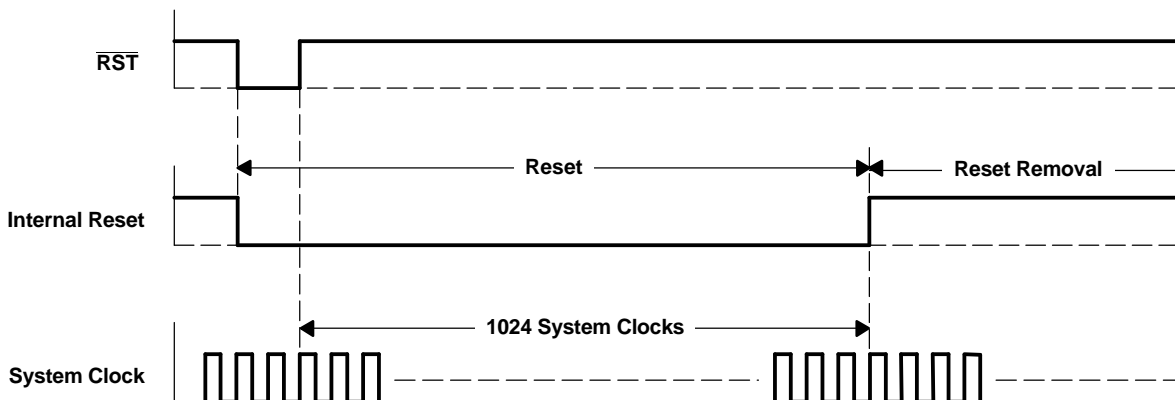 RST
Reset
Reset Removal
Internal Reset
1024 System Clocks
System Clock